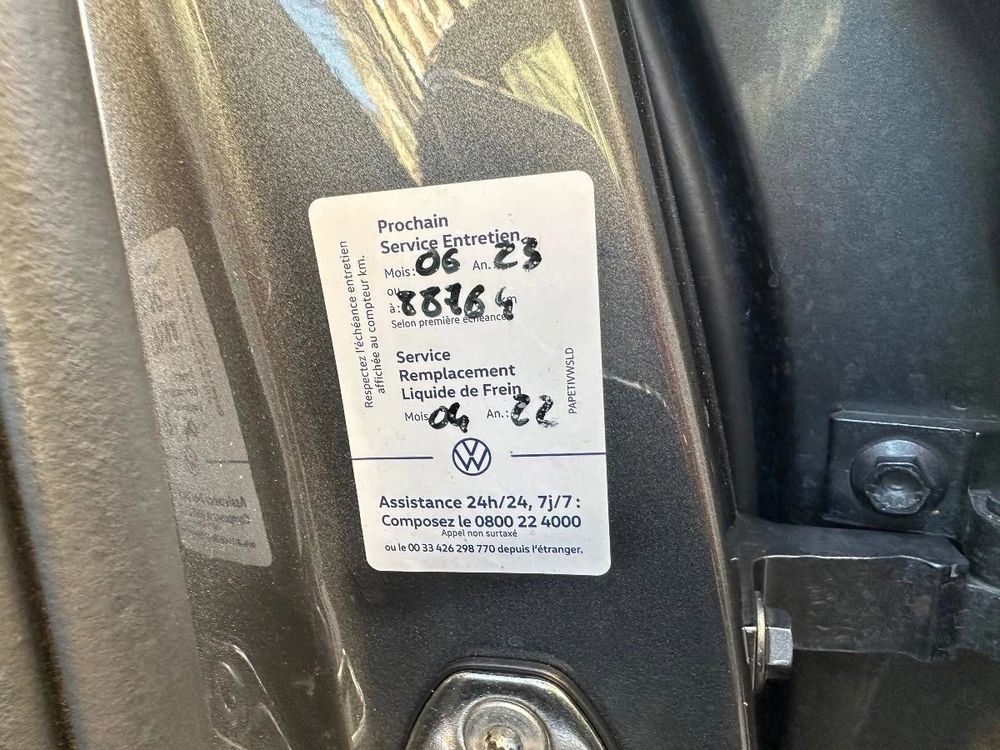 Prochain
Service Entretien
Mois: 06 An.: 23
ou
à: 88764 km
Selon première échéance
Service
Remplacement
Liquide de Frein
Mois 04 An.: 22
Respectez l'échéance entretien
affichée au compteur km.
PAPETIVWSLD
Assistance 24h/24, 7j/7 :
Composez le 0800 22 4000
Appel non surtaxé
ou le 00 33 426 298 770 depuis l'étranger.